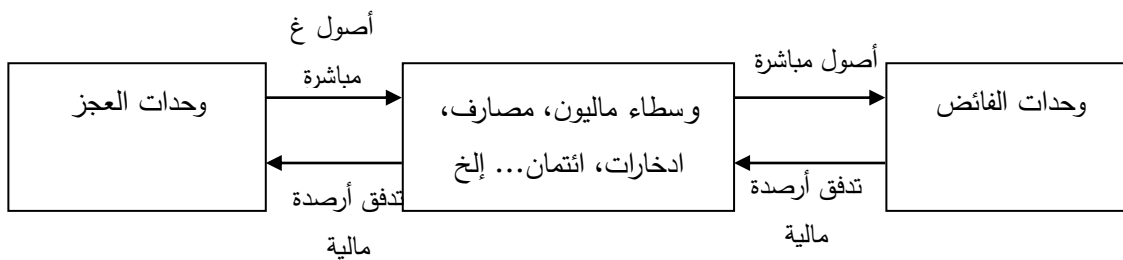 أصول مباشرة
وحدات الفائض
تدفق أرصدة
مالية
وسطاء ماليون، مصارف،
ادخارات، ائتمان... إلخ
أصول غ
مباشرة
تدفق أرصدة
مالية
وحدات العجز